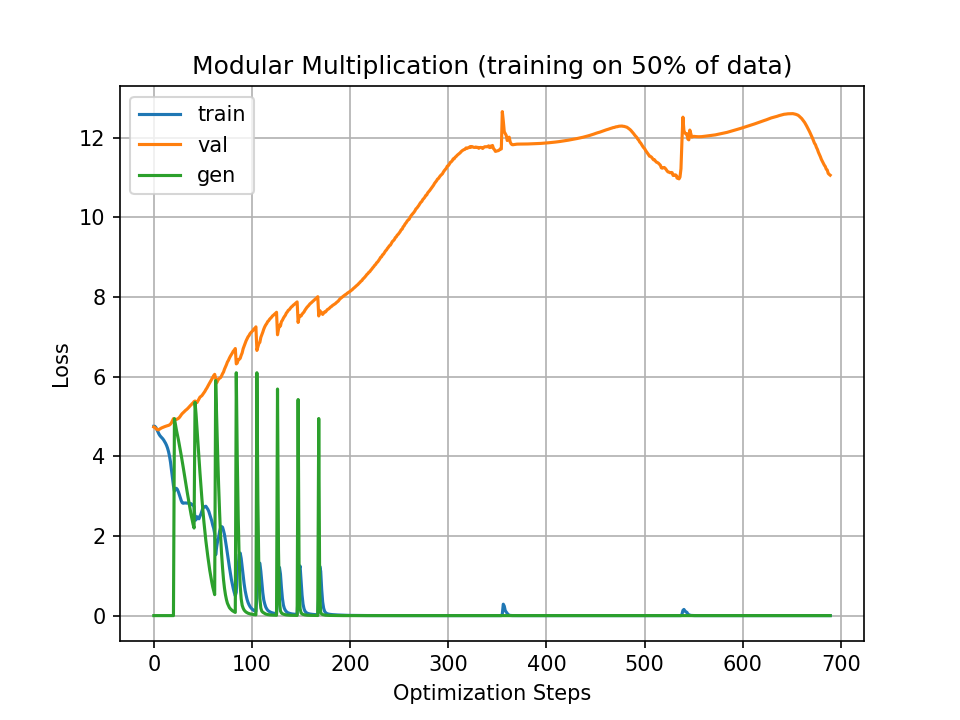 Modular Multiplication (training on 50% of data)
train
val
gen
12
10
8
6
4
2
0
Loss
0 100 200 300 400 500 600 700
Optimization Steps